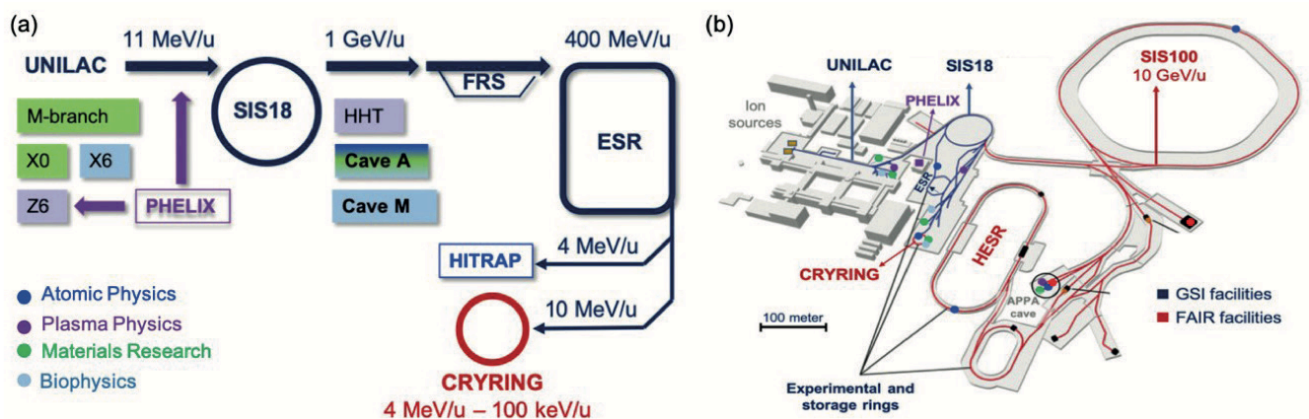 (a)
11 MeV/u
1 GeV/u
400 MeV/u
UNILAC
SIS18
FRS
ESR
M-branch
X0
X6
Z6
PHELIX
HHT
Cave A
Cave M
HITRAP
4 MeV/u
10 MeV/u
CRYRING
4 MeV/u – 100 keV/u
Atomic Physics
Plasma Physics
Materials Research
Biophysics
(b)
UNILAC
SIS18
SIS100
10 GeV/u
PHELIX
Ion
sources
ESR
HESR
CRYRING
APPA
cave
100 meter
GSI facilities
FAIR facilities
Experimental and
storage rings